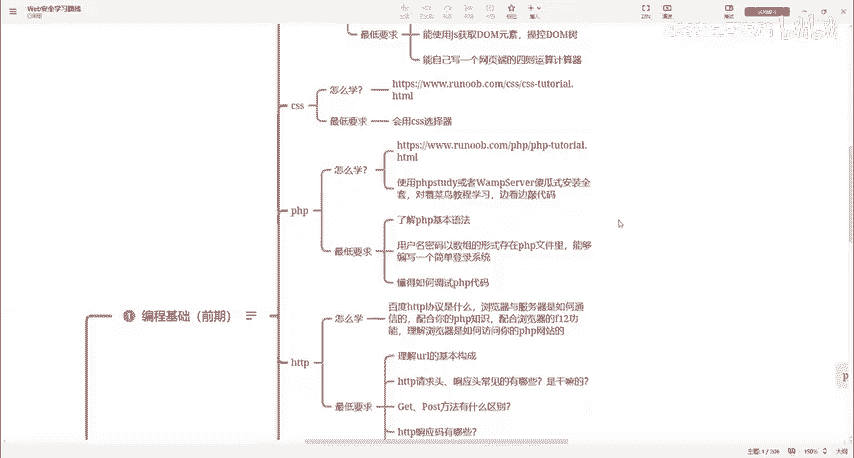 Web安全学习路线
最低要求
能使用js获取DOM元素，操控DOM树
能自己写一个网页端的四则运算计算器
css
怎么学？
https://www.runoob.com/css/css-tutorial.
html
最低要求
会用css选择器
php
怎么学？
https://www.runoob.com/php/php-tutorial.
html
使用phpstudy或者WampServer傻瓜式安装全
套，对着菜鸟教程学习，边看边敲代码
最低要求
了解php基本语法
用户名密码以数组的形式存在php文件里，能够
编写一个简单登录系统
懂得如何调试php代码
编程基础（前期）
http
怎么学
百度http协议是什么，浏览器与服务器是如何通
信的，配合你的php知识，配合浏览器的f12功
能，理解浏览器是如何访问你的php网站的
最低要求
理解url的基本构成
http请求头、响应头常见的有哪些？是干嘛的？
Get、Post方法有什么区别？
http响应码有哪些？
150%
大纲